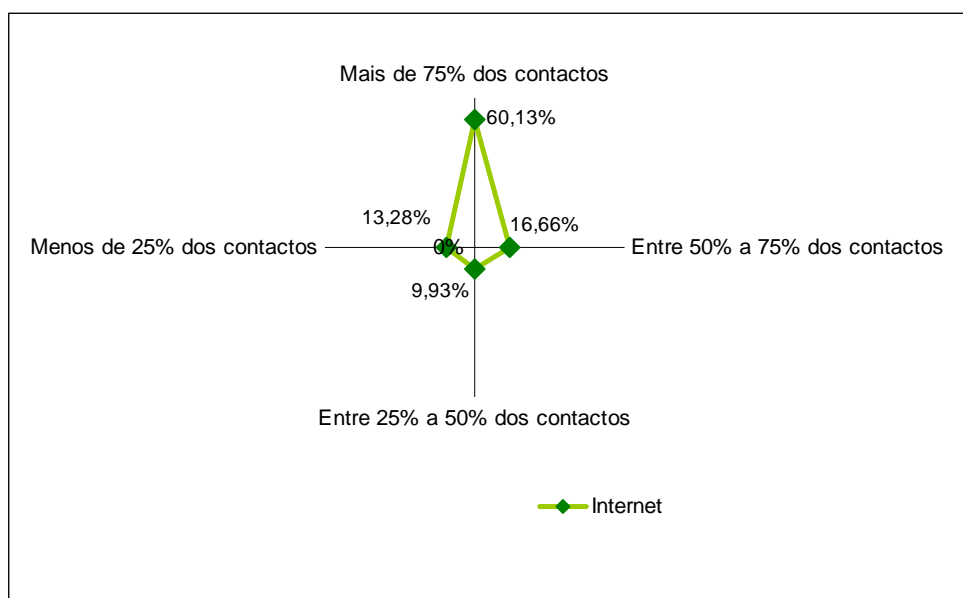 Mais de 75% dos contactos
60,13%
13,28%
16,66%
Menos de 25% dos contactos
0%
Entre 50% a 75% dos contactos
9,93%
Entre 25% a 50% dos contactos
Internet